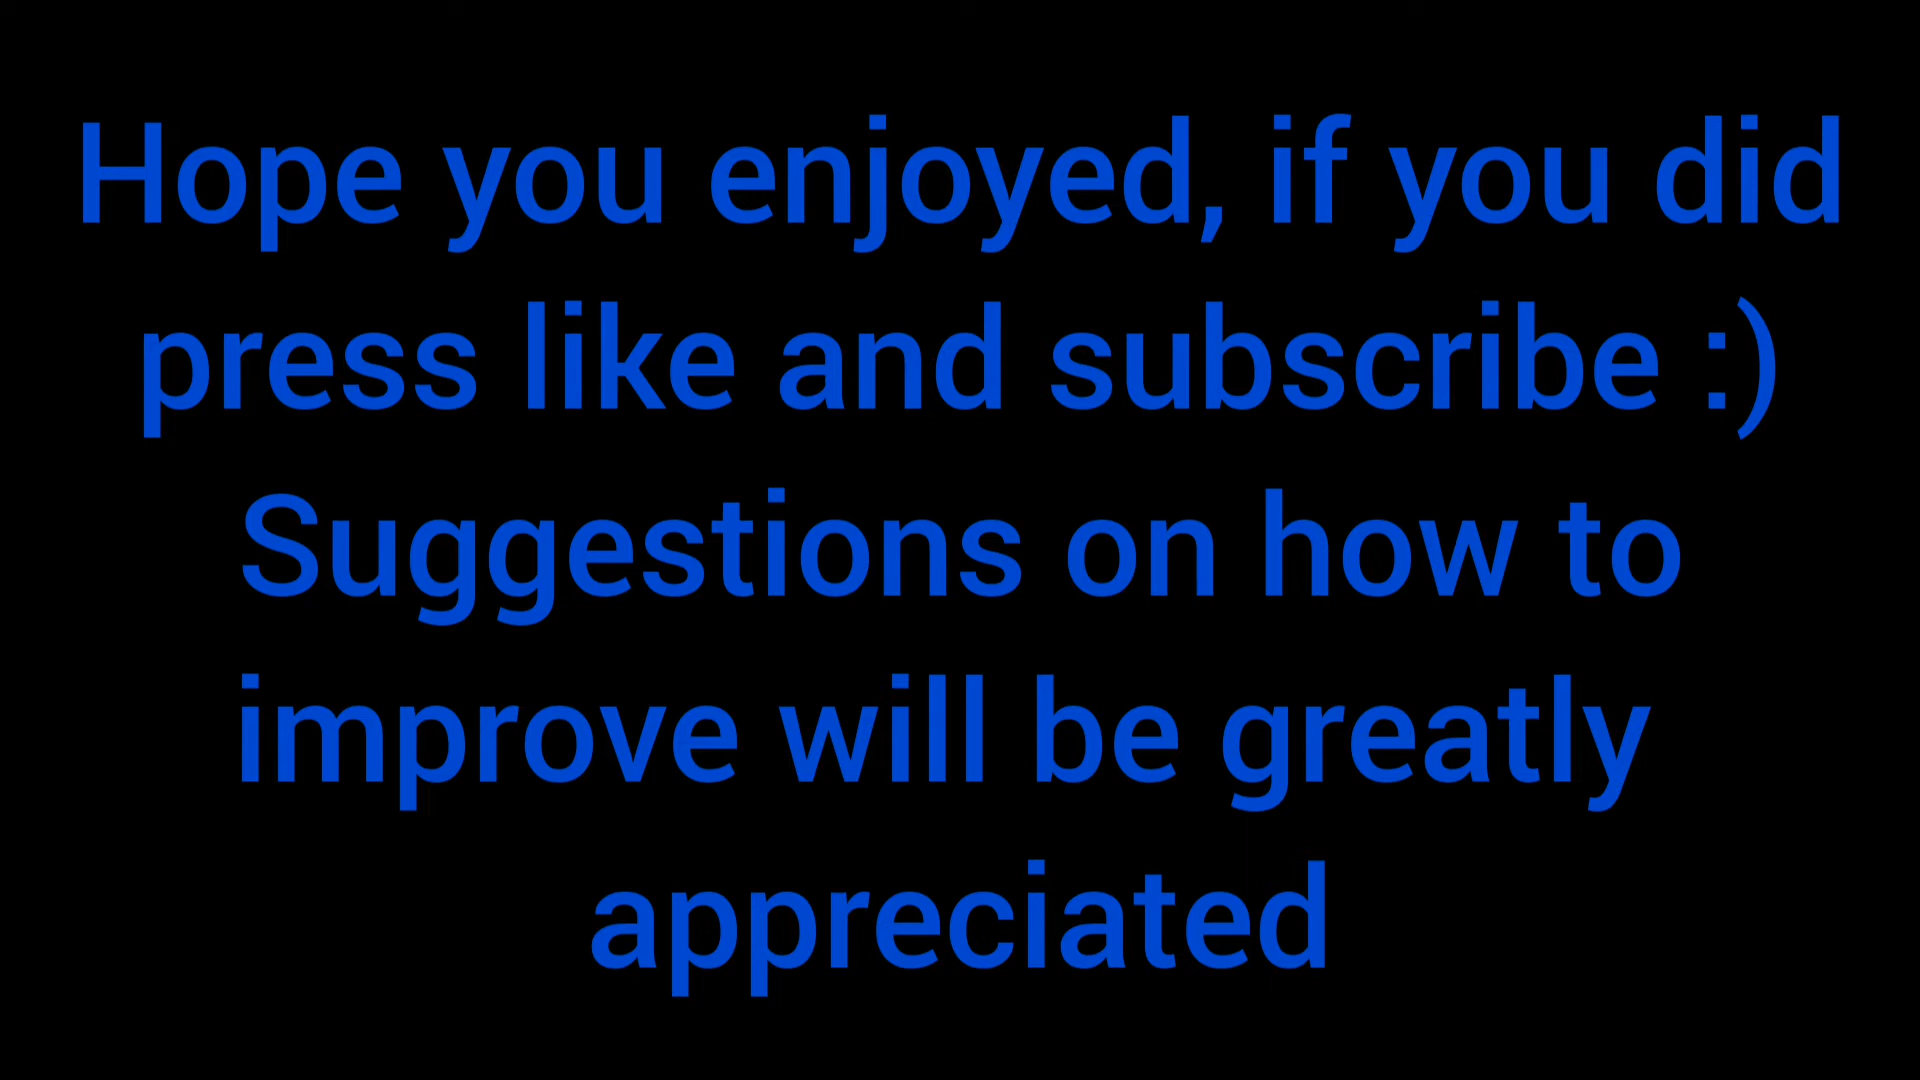 Hope you enjoyed, if you did
press like and subscribe :)
Suggestions on how to
improve will be greatly
appreciated